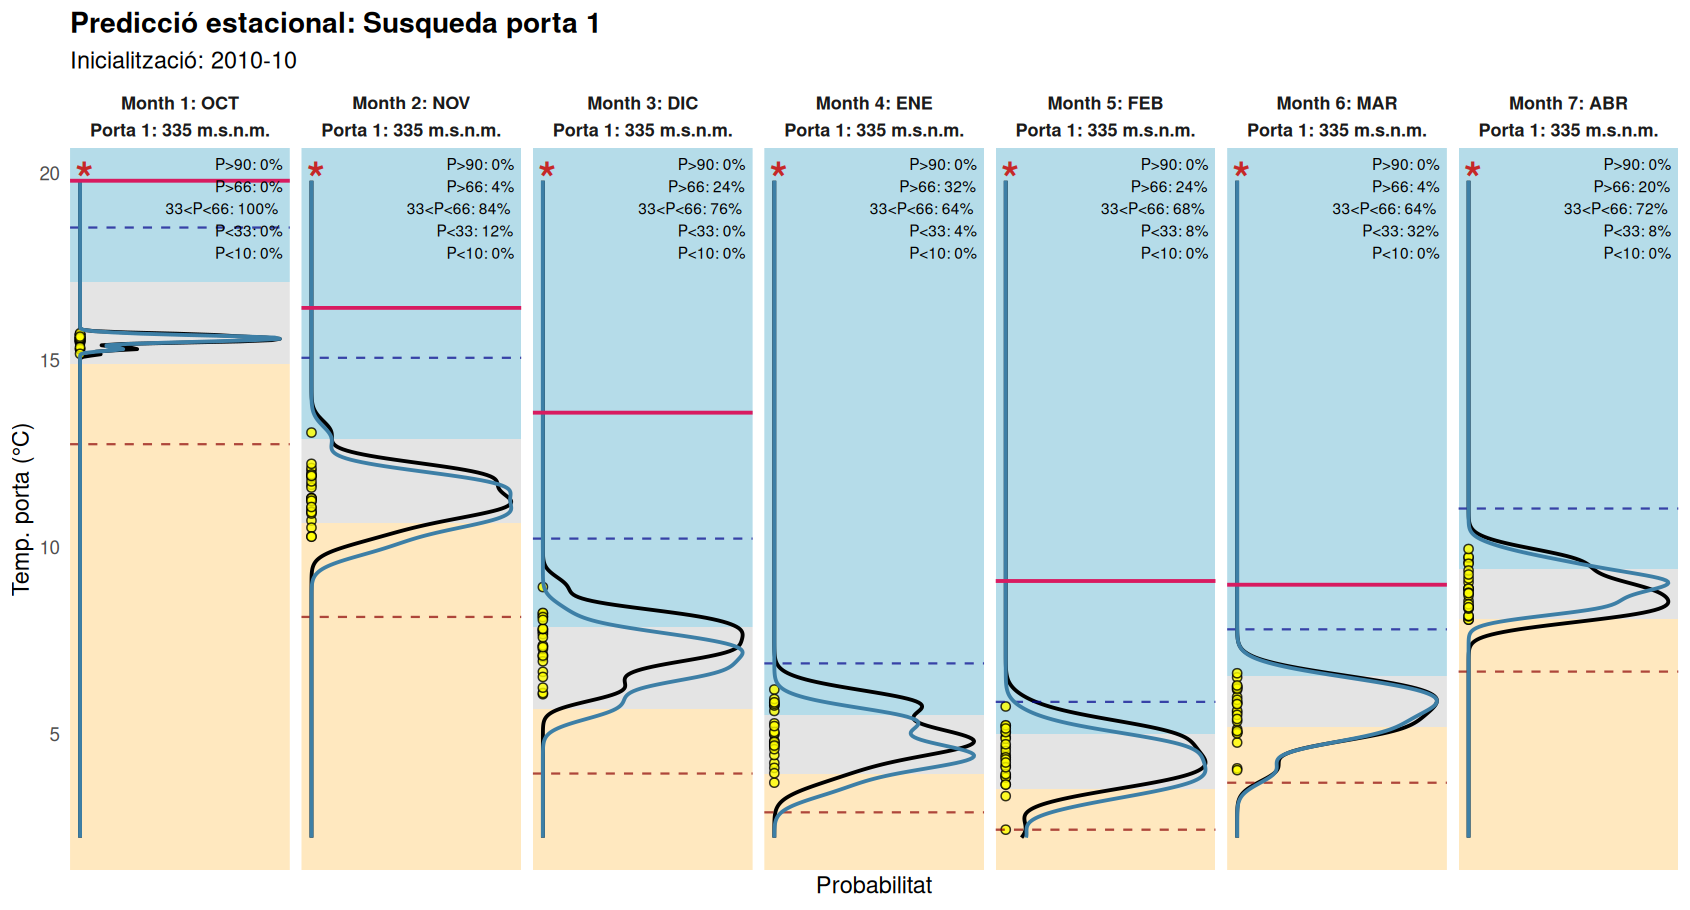 Predicció estacional: Susqueda porta 1
Inicialització: 2010-10
Month 1: OCT
Porta 1: 335 m.s.n.m.
Month 2: NOV
Porta 1: 335 m.s.n.m.
Month 3: DIC
Porta 1: 335 m.s.n.m.
Month 4: ENE
Porta 1: 335 m.s.n.m.
Month 5: FEB
Porta 1: 335 m.s.n.m.
Month 6: MAR
Porta 1: 335 m.s.n.m.
Month 7: ABR
Porta 1: 335 m.s.n.m.
*
P>90: 0%
P>66: 0%
33<P<66: 100%
P<33: 0%
P<10: 0%
*
P>90: 0%
P>66: 4%
33<P<66: 84%
P<33: 12%
P<10: 0%
*
P>90: 0%
P>66: 24%
33<P<66: 76%
P<33: 0%
P<10: 0%
*
P>90: 0%
P>66: 32%
33<P<66: 64%
P<33: 4%
P<10: 0%
*
P>90: 0%
P>66: 24%
33<P<66: 68%
P<33: 8%
P<10: 0%
*
P>90: 0%
P>66: 4%
33<P<66: 64%
P<33: 32%
P<10: 0%
*
P>90: 0%
P>66: 20%
33<P<66: 72%
P<33: 8%
P<10: 0%
20
15
10
5
Temp. porta (°C)
Probabilitat